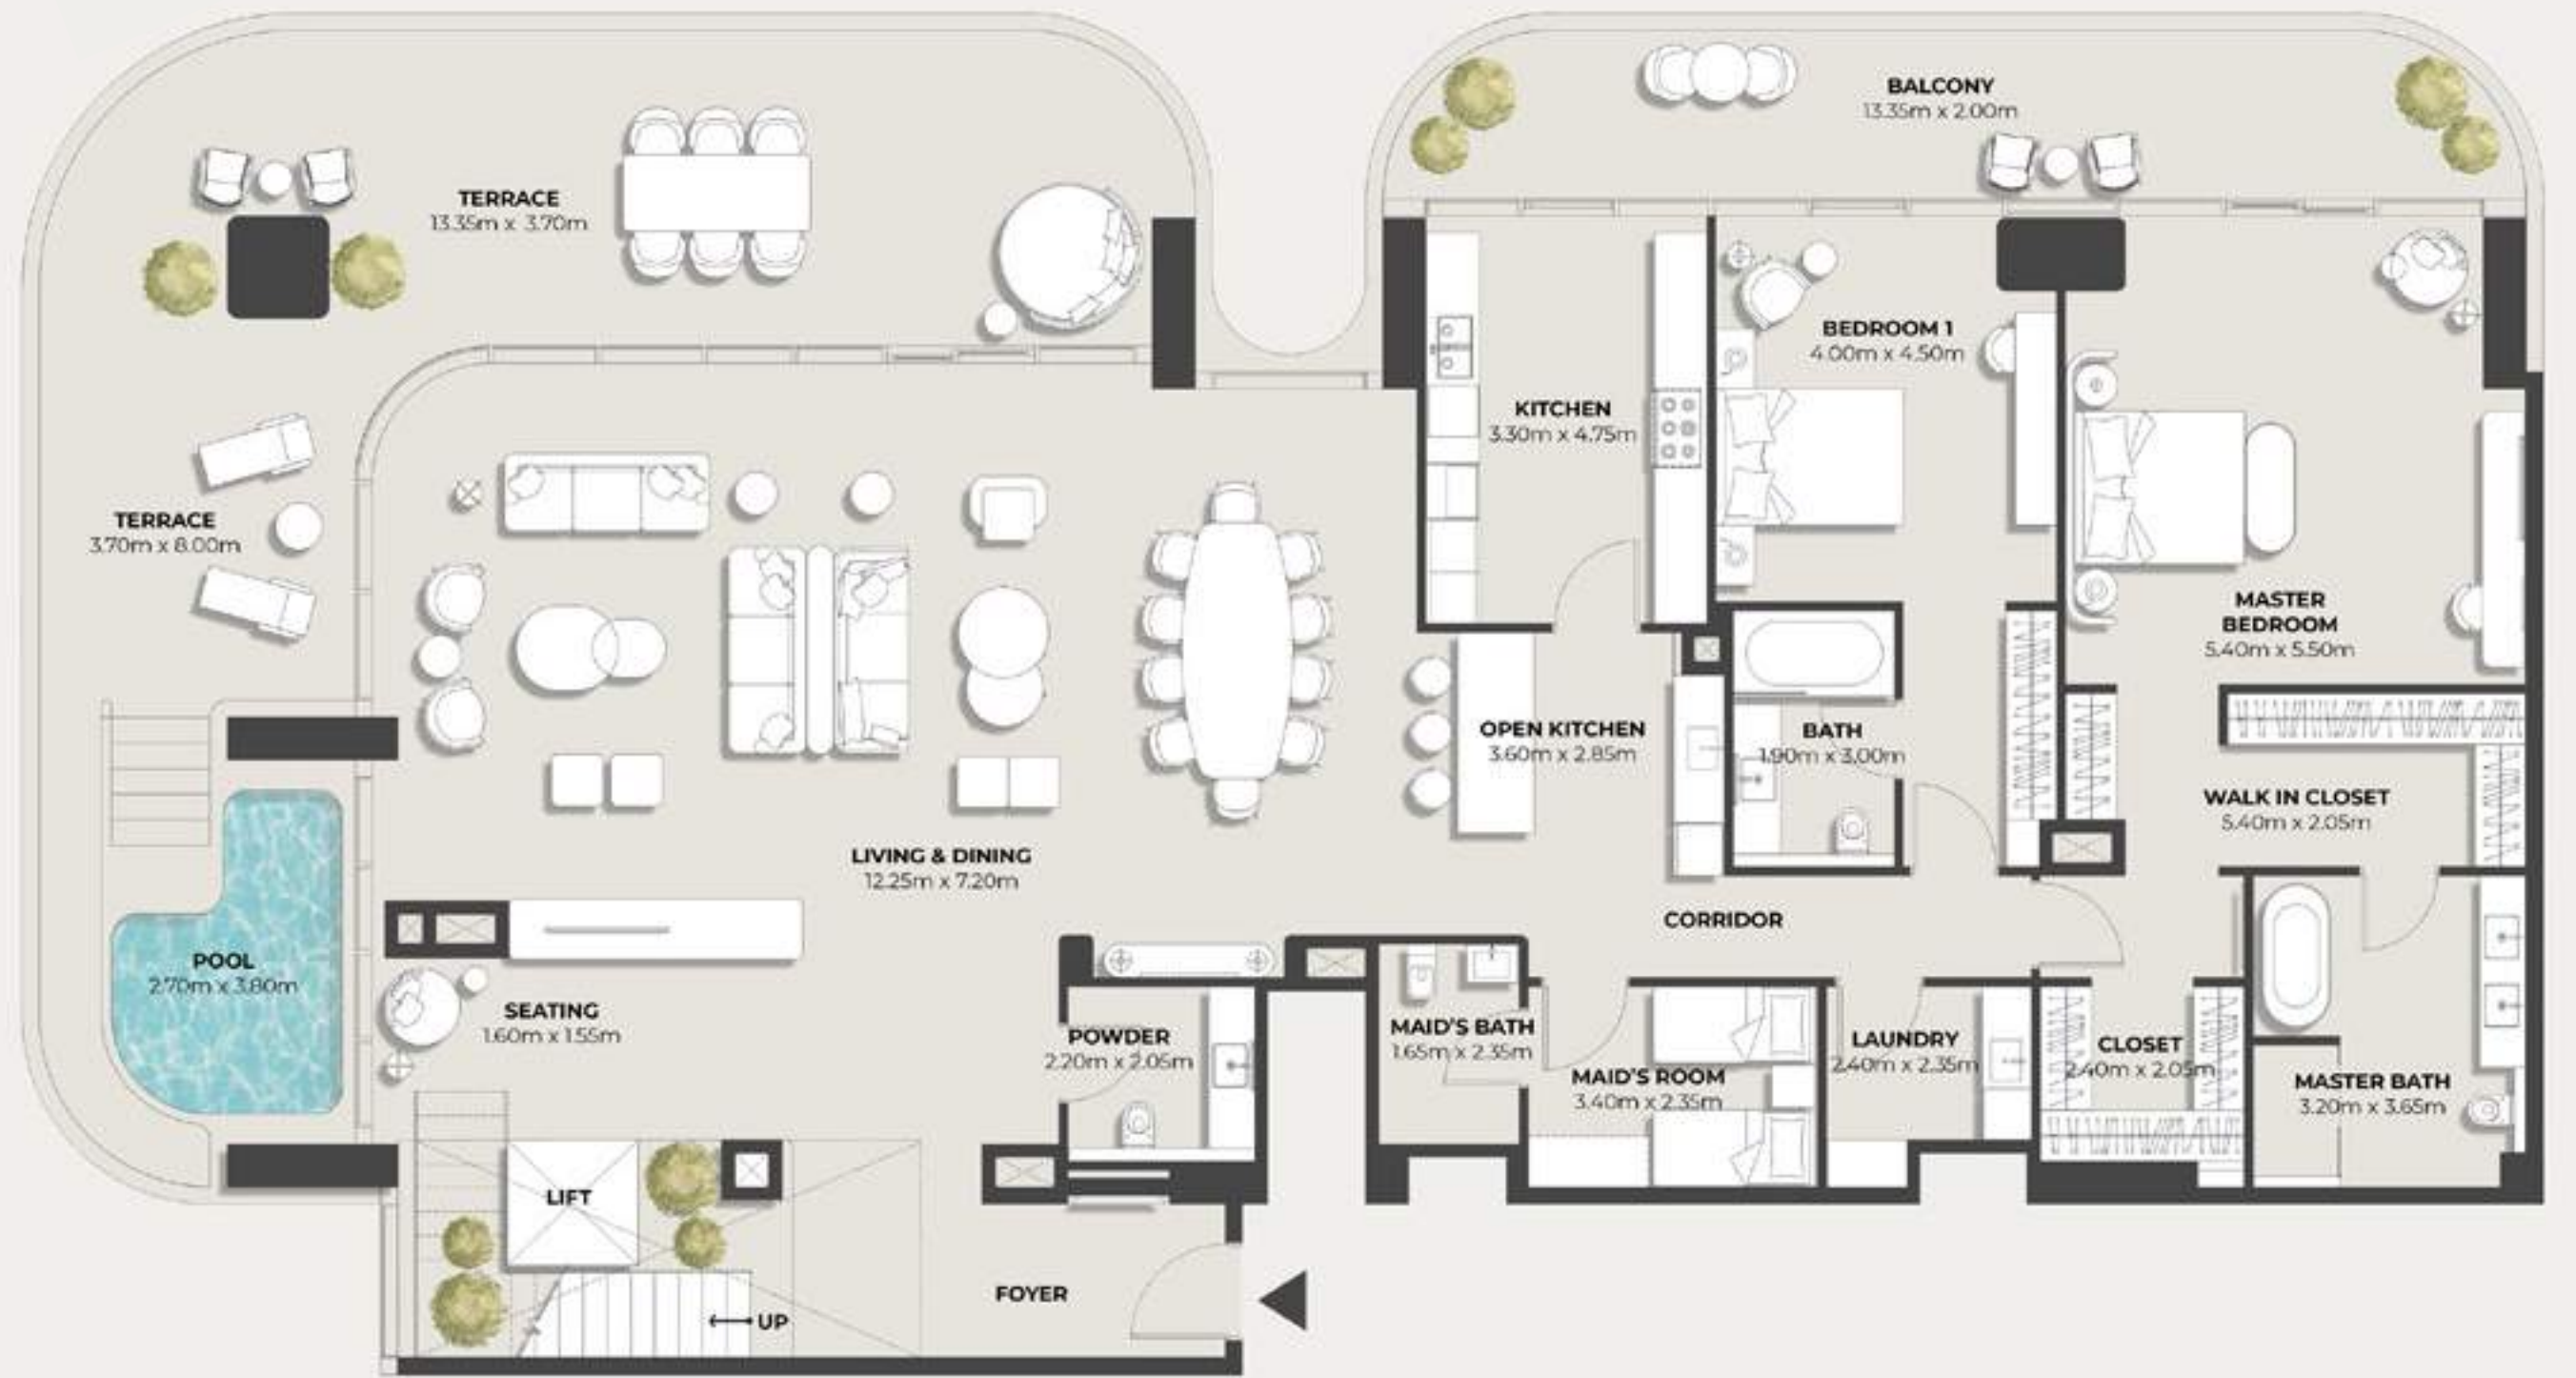 BALCONY
13.35m x 2.00m
TERRACE
13.35m x 3.70m
BEDROOM 1
4.00m x 4.50m
KITCHEN
3.30m x 4.75m
TERRACE
3.70m x 8.00m
MASTER
BEDROOM
5.40m x 5.50m
OPEN KITCHEN
3.60m x 2.85m
BATH
1.90m x 3.00m
WALK IN CLOSET
5.40m x 2.05m
LIVING & DINING
12.25m x 7.20m
CORRIDOR
POOL
2.70m x 3.80m
SEATING
1.60m x 1.55m
POWDER
2.20m x 2.05m
MAID'S BATH
1.65m x 2.35m
MAID'S ROOM
3.40m x 2.35m
LAUNDRY
2.40m x 2.35m
CLOSET
2.40m x 2.05m
MASTER BATH
3.20m x 3.65m
LIFT
FOYER
UP